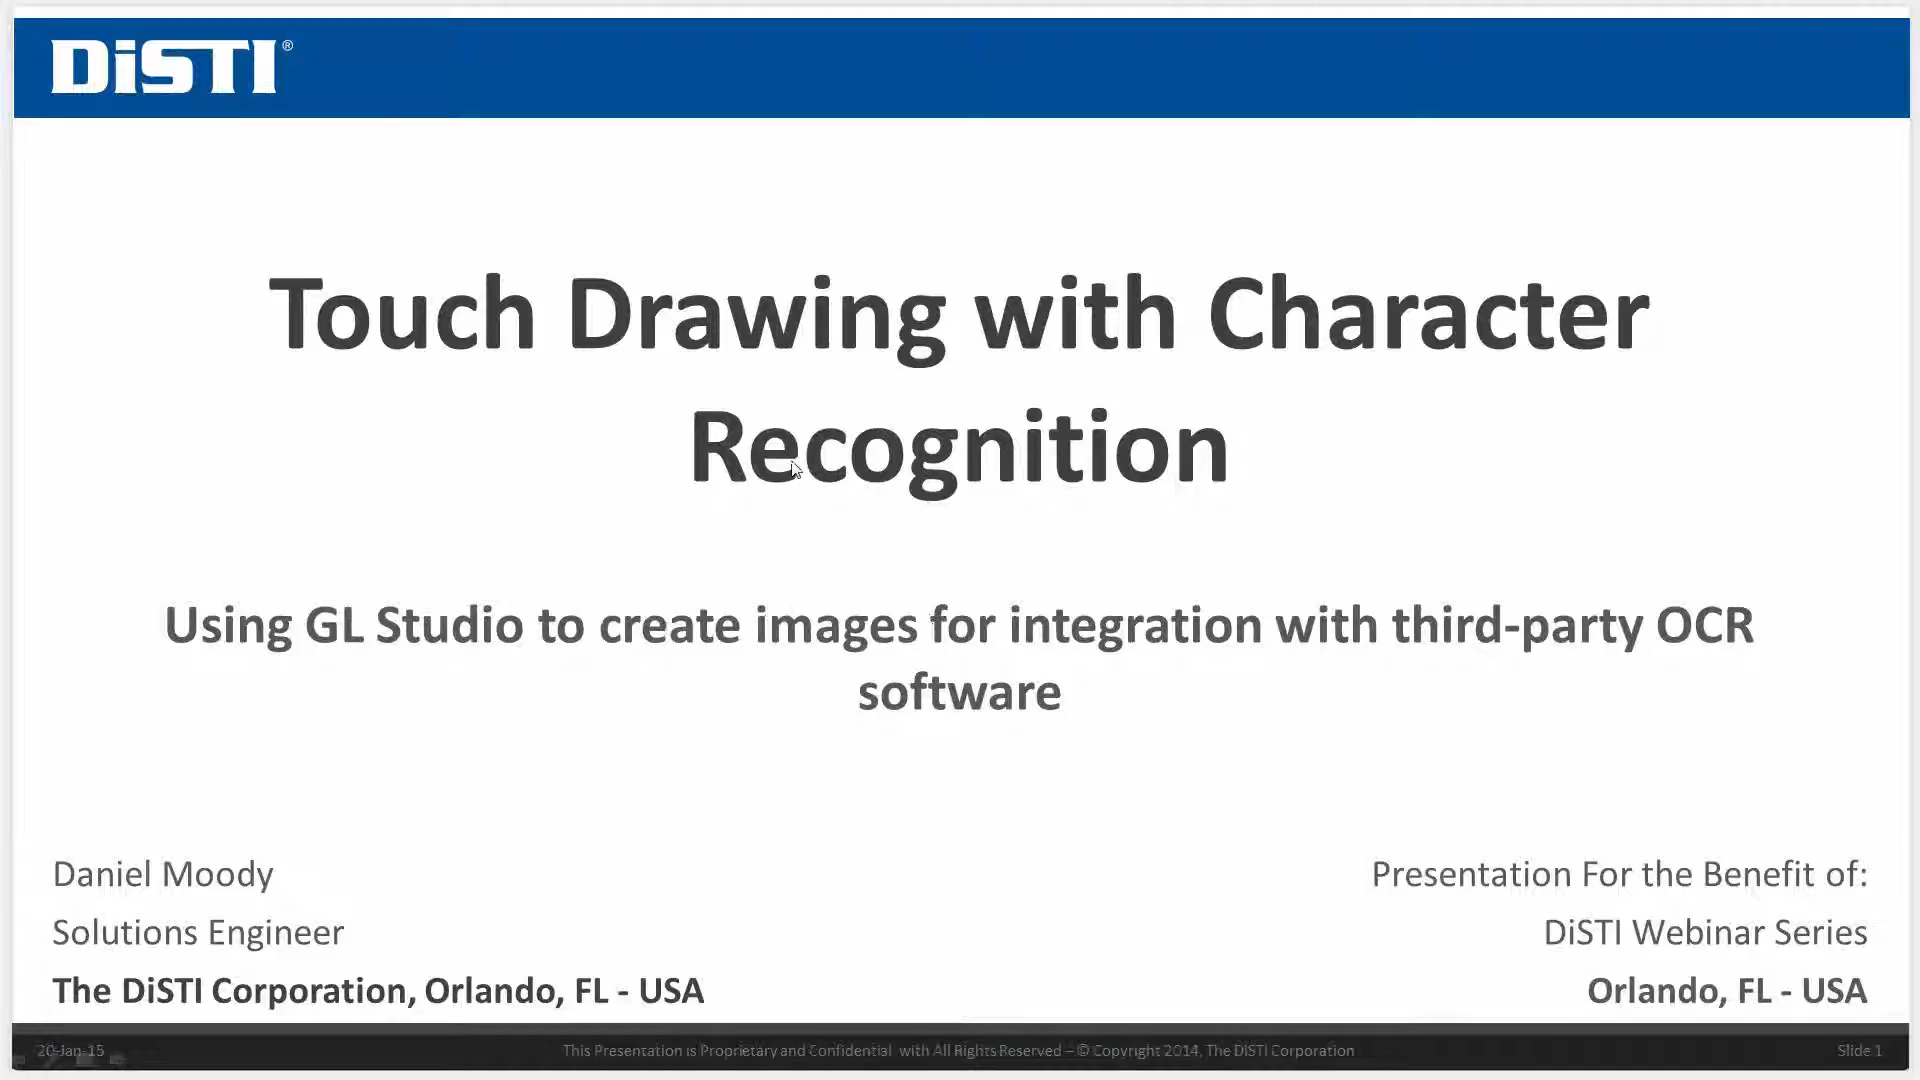 DiSTI®
Touch Drawing with Character
Recognition
Using GL Studio to create images for integration with third-party OCR
software
Daniel Moody
Solutions Engineer
The DiSTI Corporation, Orlando, FL - USA
Presentation For the Benefit of:
DiSTI Webinar Series
Orlando, FL - USA
20-Jan-15
This Presentation is Proprietary and Confidential with All Rights Reserved – © Copyright 2014, The DiSTI Corporation
Slide 1